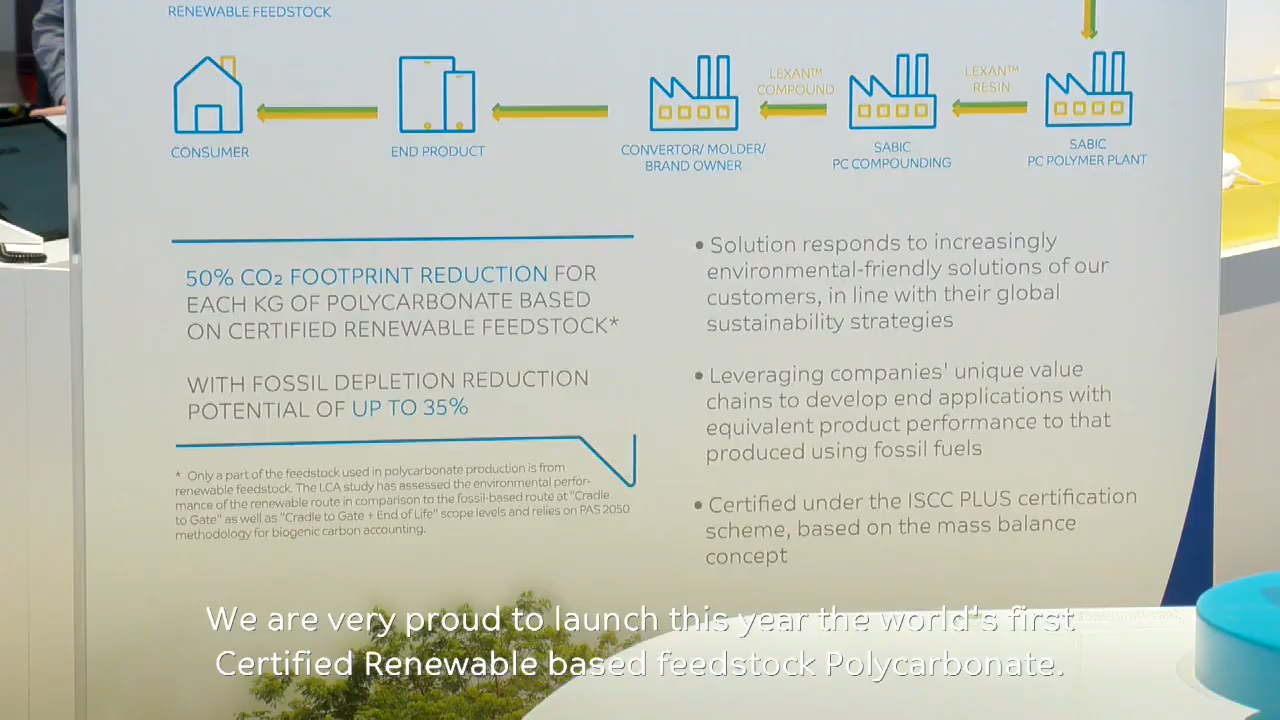 RENEWABLE FEEDSTOCK
LEXAN™
COMPOUND
LEXAN™
RESIN
CONSUMER
END PRODUCT
CONVERTOR/ MOLDER/
BRAND OWNER
SABIC
PC COMPOUNDING
SABIC
PC POLYMER PLANT
50% CO₂ FOOTPRINT REDUCTION FOR
EACH KG OF POLYCARBONATE BASED
ON CERTIFIED RENEWABLE FEEDSTOCK*
WITH FOSSIL DEPLETION REDUCTION
POTENTIAL OF UP TO 35%
* Only a part of the feedstock used in polycarbonate production is from
renewable feedstock. The LCA study has assessed the environmental perfor-
mance of the renewable route in comparison to the fossil-based route at "Cradle
to Gate" as well as "Cradle to Gate + End of Life" scope levels and relies on PAS 2050
methodology for biogenic carbon accounting.
• Solution responds to increasingly
environmental-friendly solutions of our
customers, in line with their global
sustainability strategies
• Leveraging companies' unique value
chains to develop end applications with
equivalent product performance to that
produced using fossil fuels
• Certified under the ISCC PLUS certification
scheme, based on the mass balance
concept
We are very proud to launch this year the world's first
Certified Renewable based feedstock Polycarbonate.